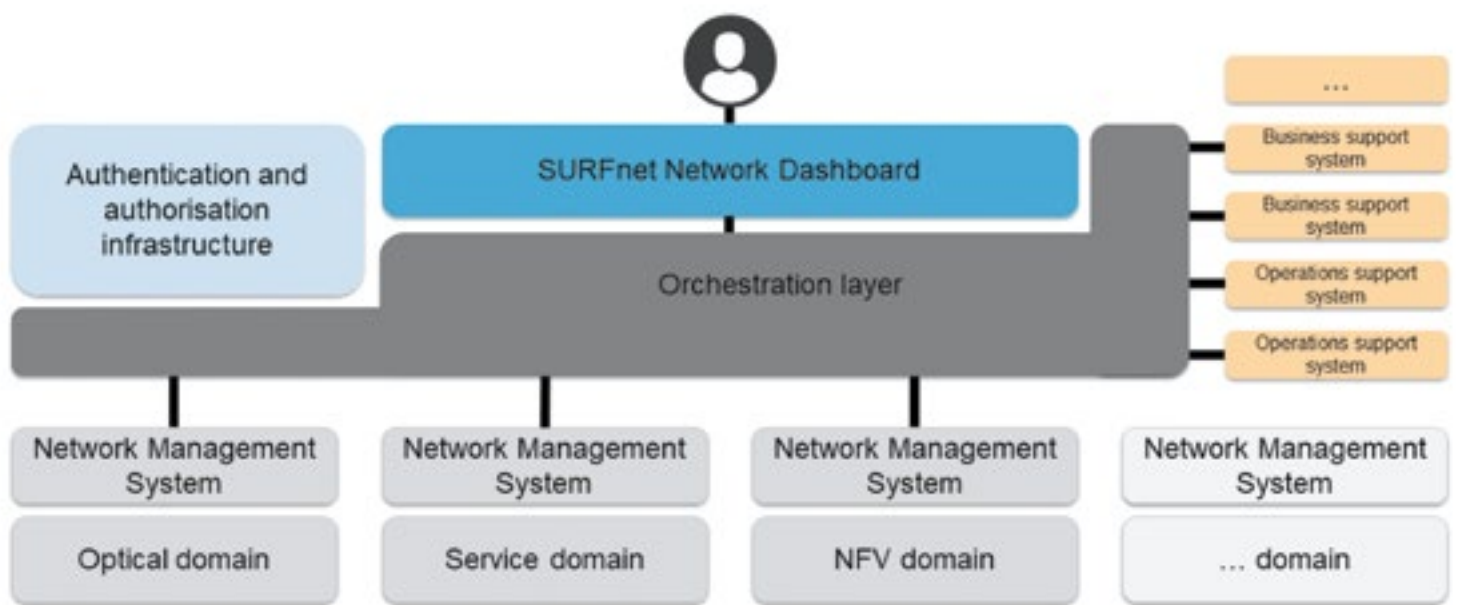 ...
Business support
system
Authentication and
authorisation
infrastructure
SURFnet Network Dashboard
Business support
system
Orchestration layer
Operations support
system
Operations support
system
Network Management
System
Network Management
System
Network Management
System
Network Management
System
Optical domain
Service domain
NFV domain
... domain